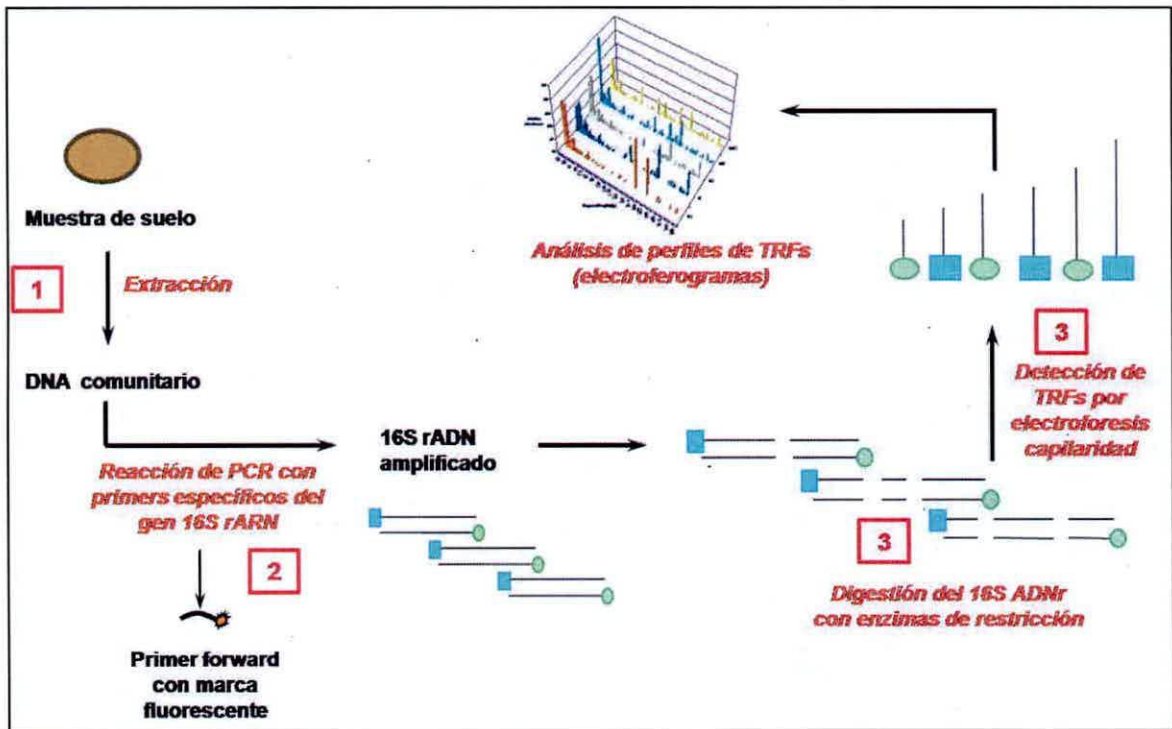 Muestra de suelo
1
Extracción
DNA comunitario
Reacción de PCR con
primers específicos del
gen 16S rARN
2
Primer forward
con marca
fluorescente
16S rADN
amplificado
3
Digestión del 16S ADNr
con enzimas de restricción
3
Detección de
TRFs por
electroforesis
capilaridad
Análisis de perfiles de TRFs
(electroferogramas)